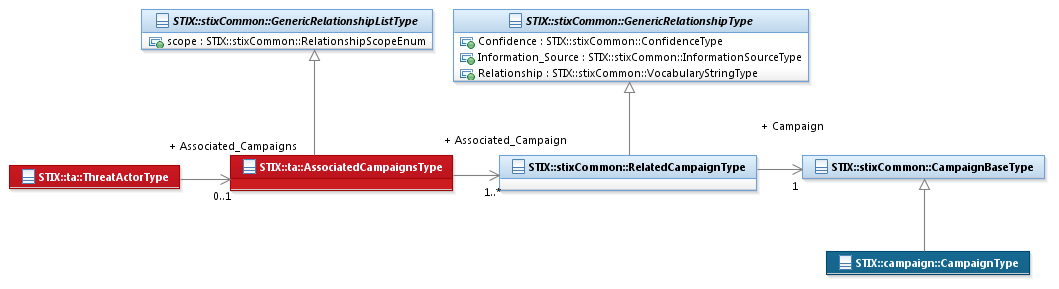 STIX::stixCommon::GenericRelationshipListType
scope : STIX::stixCommon::RelationshipScopeEnum
STIX::stixCommon::GenericRelationshipType
Confidence : STIX::stixCommon::ConfidenceType
Information_Source : STIX::stixCommon::InformationSourceType
Relationship : STIX::stixCommon::VocabularyStringType
+ Associated_Campaigns
+ Associated_Campaign
+ Campaign
STIX::ta::ThreatActorType
STIX::ta::AssociatedCampaignsType
STIX::stixCommon::RelatedCampaignType
STIX::stixCommon::CampaignBaseType
0..1
1..*
1
STIX::campaign::CampaignType